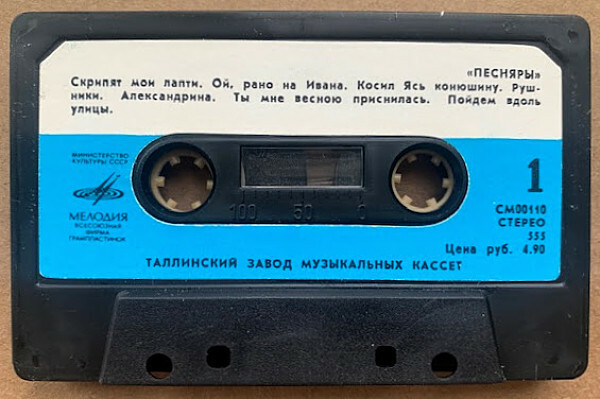 «ПЕСНЯРЫ»
Скрипят мои лапти. Ой, рано на Ивана. Косил Ясь конюшину. Руш-
ники. Александрина. Ты мне весною приснилась. Пойдем вдоль
улицы.
МИНИСТЕРСТВО
КУЛЬТУРЫ СССР
МЕЛОДИЯ
ВСЕСОЮЗНАЯ
ФИРМА
ГРАМПЛАСТИНОК
100 50 0
1
СМ00110
СТЕРЕО
555
Цена руб. 4.90
ТАЛЛИНСКИЙ ЗАВОД МУЗЫКАЛЬНЫХ КАССЕТ